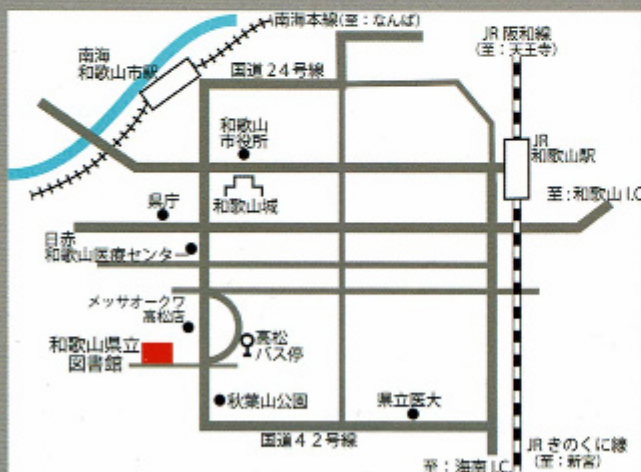 南海本線(至：なんば)
JR 阪和線
(至：天王寺)
南海
和歌山市駅
国道24号線
和歌山
市役所
JR
和歌山駅
至：和歌山 I.C
県庁
和歌山城
日赤
和歌山医療センター
メッサオークワ
高松店
高松
バス停
和歌山県立
図書館
秋葉山公園
県立医大
国道42号線
JR きのくに線
(至：新宮)
至：海南 I.C